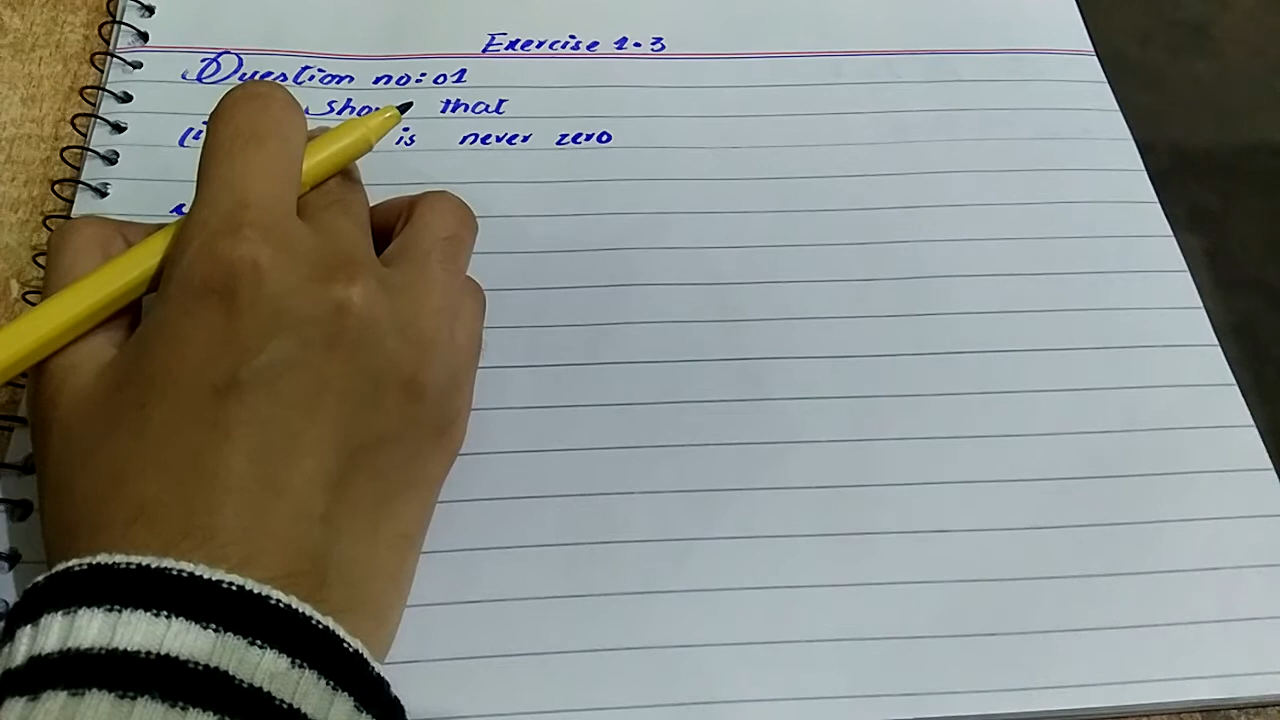 Exercise 1.3
Question no:01
Show that
(i is never zero